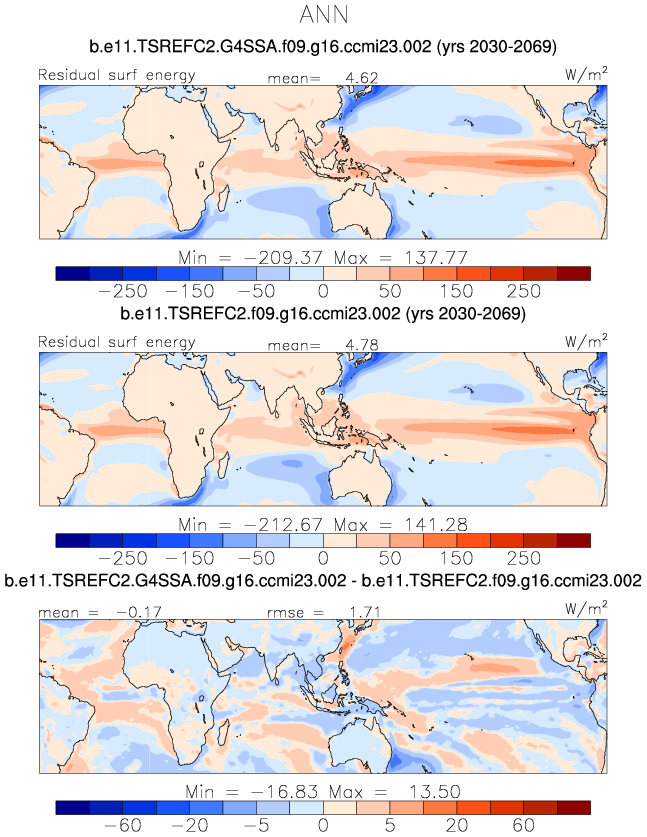 ANN
b.e11.TSREFC2.G4SSA.f09.g16.ccmi23.002 (yrs 2030-2069)
Residual surf energy mean= 4.62 W/m²
Min = −209.37 Max = 137.77
−250 −150 −50 0 50 150 250
b.e11.TSREFC2.f09.g16.ccmi23.002 (yrs 2030-2069)
Residual surf energy mean= 4.78 W/m²
Min = −212.67 Max = 141.28
−250 −150 −50 0 50 150 250
b.e11.TSREFC2.G4SSA.f09.g16.ccmi23.002 - b.e11.TSREFC2.f09.g16.ccmi23.002
mean = −0.17 rmse = 1.71 W/m²
Min = −16.83 Max = 13.50
−60 −20 −5 0 5 20 60